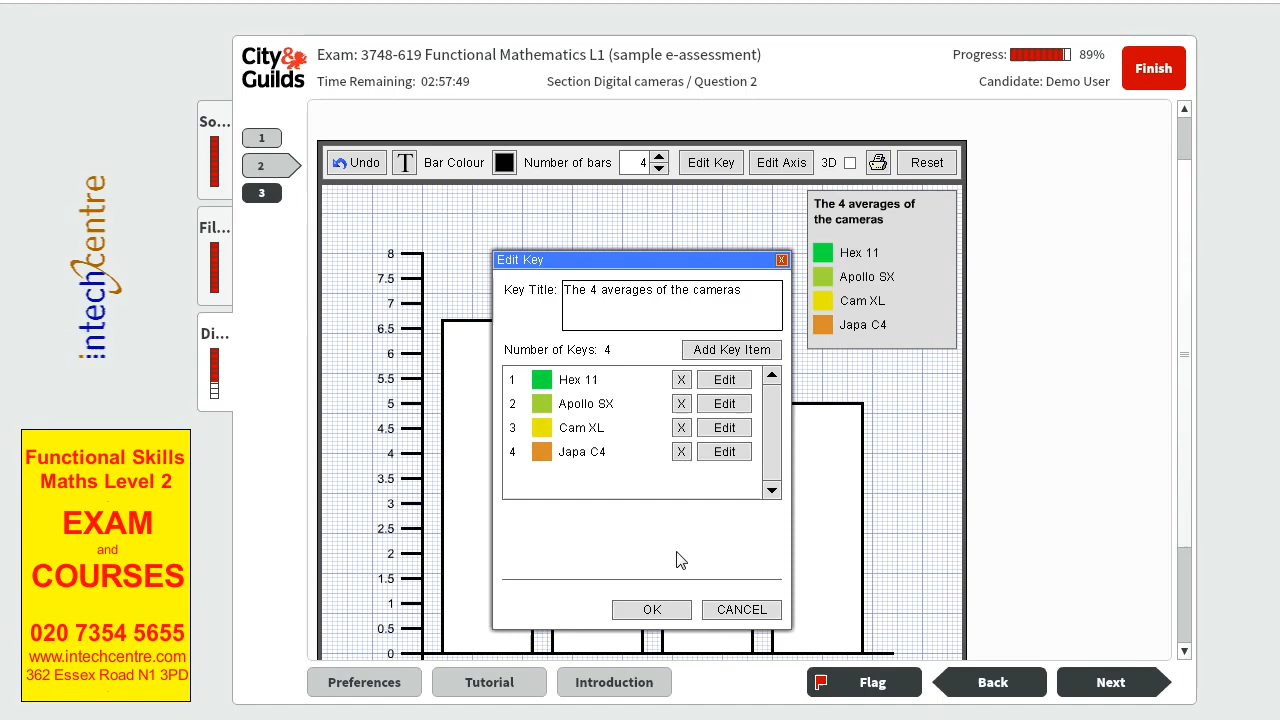 City&
Guilds
Exam: 3748-619 Functional Mathematics L1 (sample e-assessment)
Progress:
89%
Finish
Time Remaining: 02:57:49
Section Digital cameras / Question 2
Candidate: Demo User
So...
Fil...
Di...
1
2
3
Undo
T
Bar Colour
Number of bars
4
Edit Key
Edit Axis
3D
Reset
The 4 averages of
the cameras
Hex 11
Apollo SX
Cam XL
Japa C4
8
7.5
7
6.5
6
5.5
5
4.5
4
3.5
3
2.5
2
1.5
1
0.5
0
Edit Key
X
Key Title:
The 4 averages of the cameras
Number of Keys: 4
Add Key Item
1 Hex 11 X Edit
2 Apollo SX X Edit
3 Cam XL X Edit
4 Japa C4 X Edit
OK
CANCEL
Preferences
Tutorial
Introduction
Flag
Back
Next
intechcentre
Functional Skills
Maths Level 2
EXAM
and
COURSES
020 7354 5655
www.intechcentre.com
362 Essex Road N1 3PD